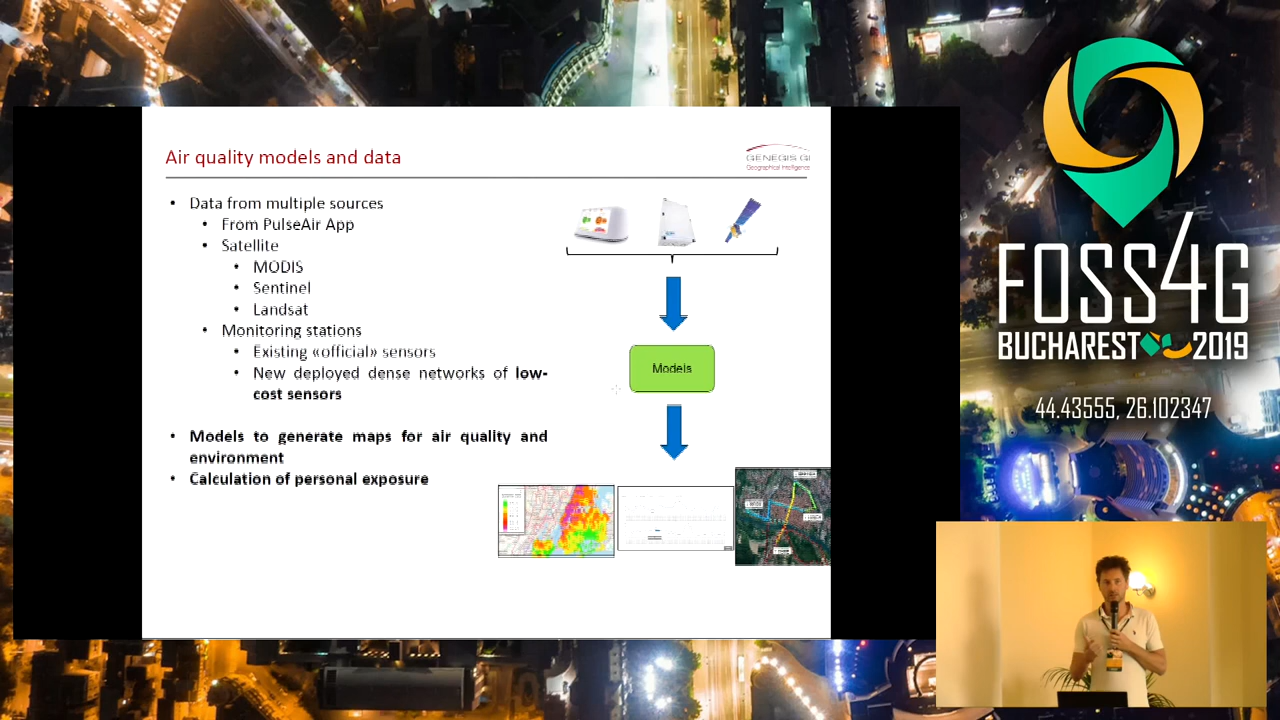 Air quality models and data
GENEGIS GI
Geographical Intelligence
• Data from multiple sources
• From PulseAir App
• Satellite
• MODIS
• Sentinel
• Landsat
• Monitoring stations
• Existing «official» sensors
• New deployed dense networks of low-
cost sensors
• Models to generate maps for air quality and
environment
• Calculation of personal exposure
Models
FOSS4G
BUCHAREST 2019
44.43555, 26.102347